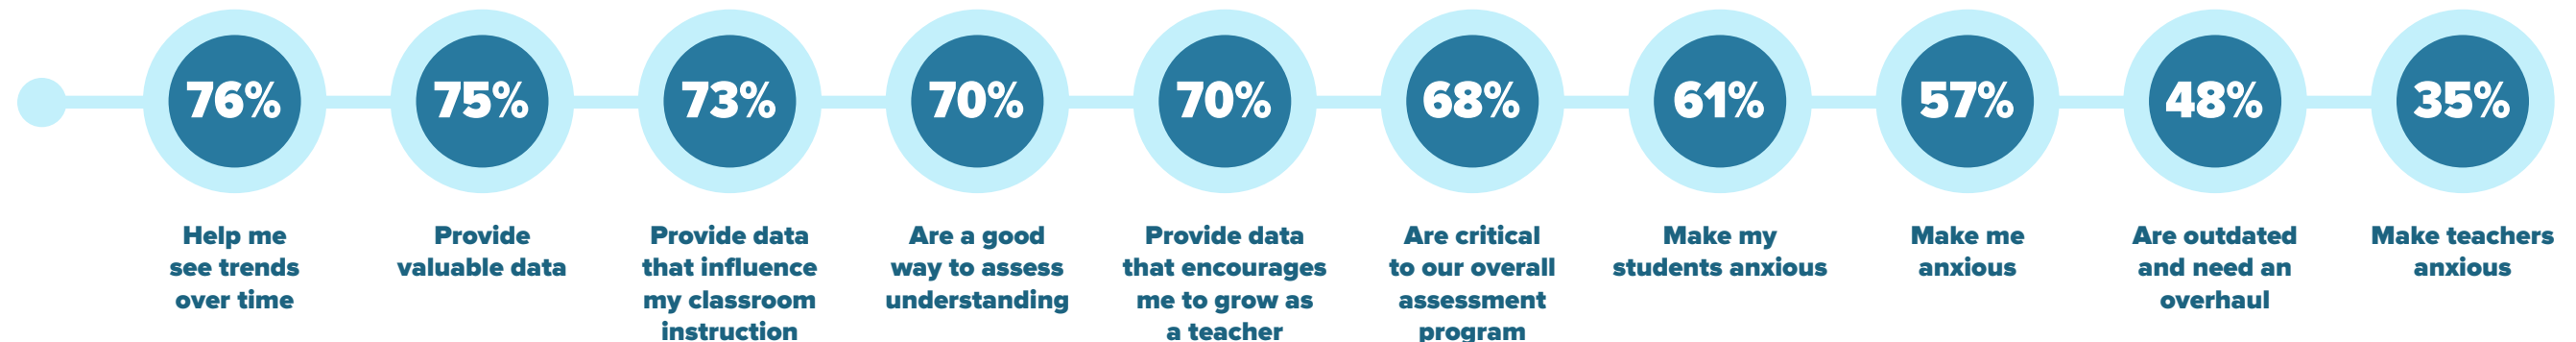 76%
75%
73%
70%
70%
68%
61%
57%
48%
35%
Help me
see trends
over time
Provide
valuable data
Provide data
that influence
my classroom
instruction
Are a good
way to assess
understanding
Provide data
that encourages
me to grow as
a teacher
Are critical
to our overall
assessment
program
Make my
students anxious
Make me
anxious
Are outdated
and need an
overhaul
Make teachers
anxious